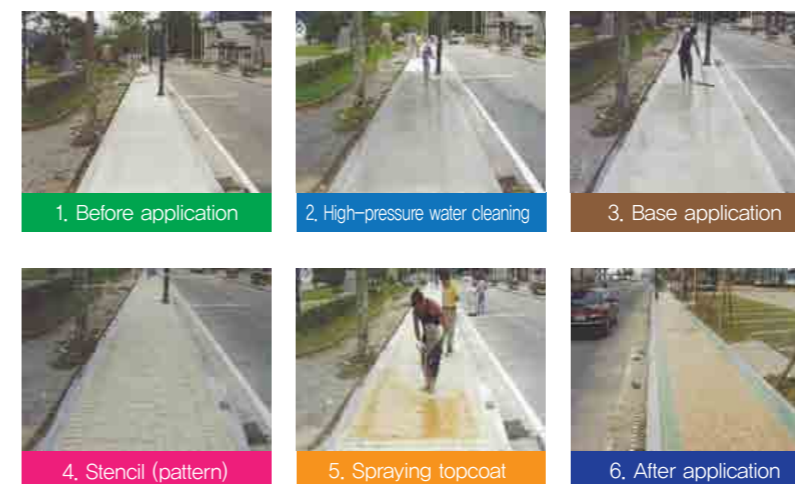 1. Before application
2. High-pressure water cleaning
3. Base application
4. Stencil (pattern)
5. Spraying topcoat
6. After application